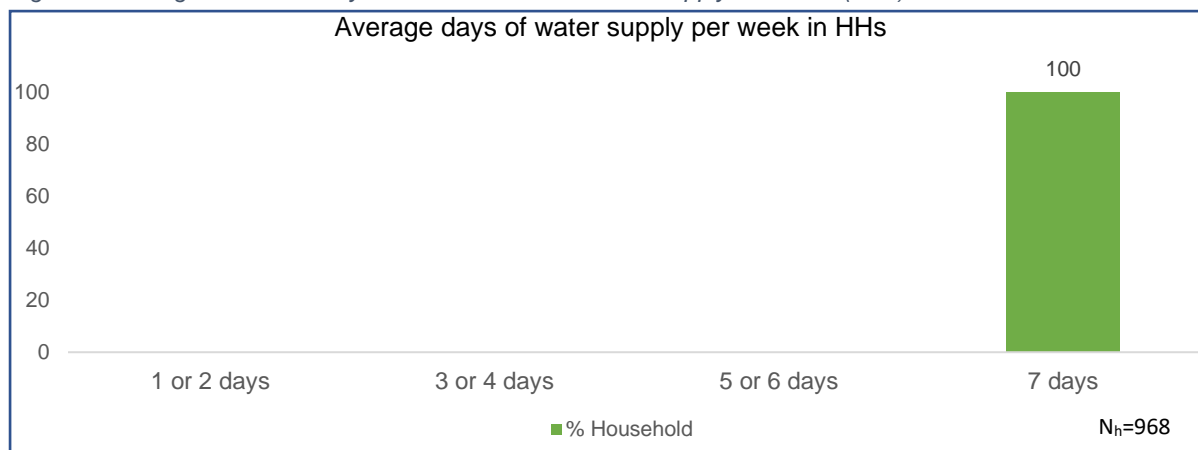 Average days of water supply per week in HHs
100
100
80
60
40
20
0
1 or 2 days
3 or 4 days
5 or 6 days
7 days
% Household
Nh=968